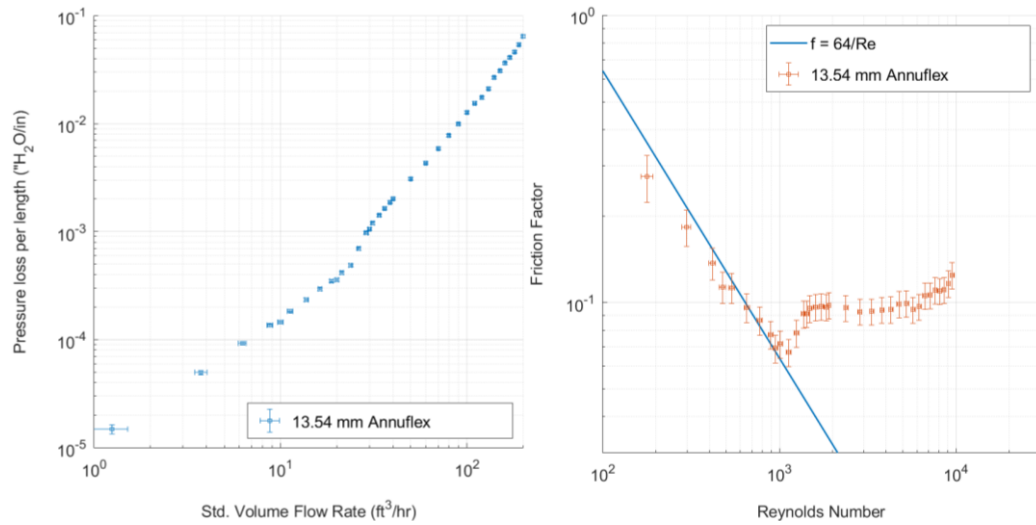 10^-1
10^-2
10^-3
10^-4
10^-5
Pressure loss per length ("H₂O/in)
13.54 mm Annuflex
10^0
10^1
10^2
Std. Volume Flow Rate (ft³/hr)
10^0
10^-1
Friction Factor
f = 64/Re
13.54 mm Annuflex
10^2
10^3
10^4
Reynolds Number